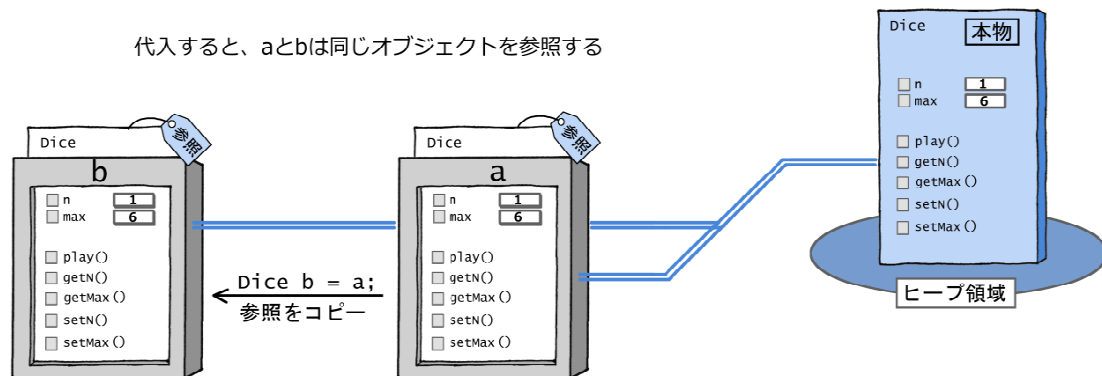 代入すると、aとbは同じオブジェクトを参照する
Dice
参照
b
n 1
max 6
play()
getN()
getMax()
setN()
setMax()
Dice b = a;
参照をコピー
Dice
参照
a
n 1
max 6
play()
getN()
getMax()
setN()
setMax()
Dice 本物
n 1
max 6
play()
getN()
getMax()
setN()
setMax()
ヒープ領域